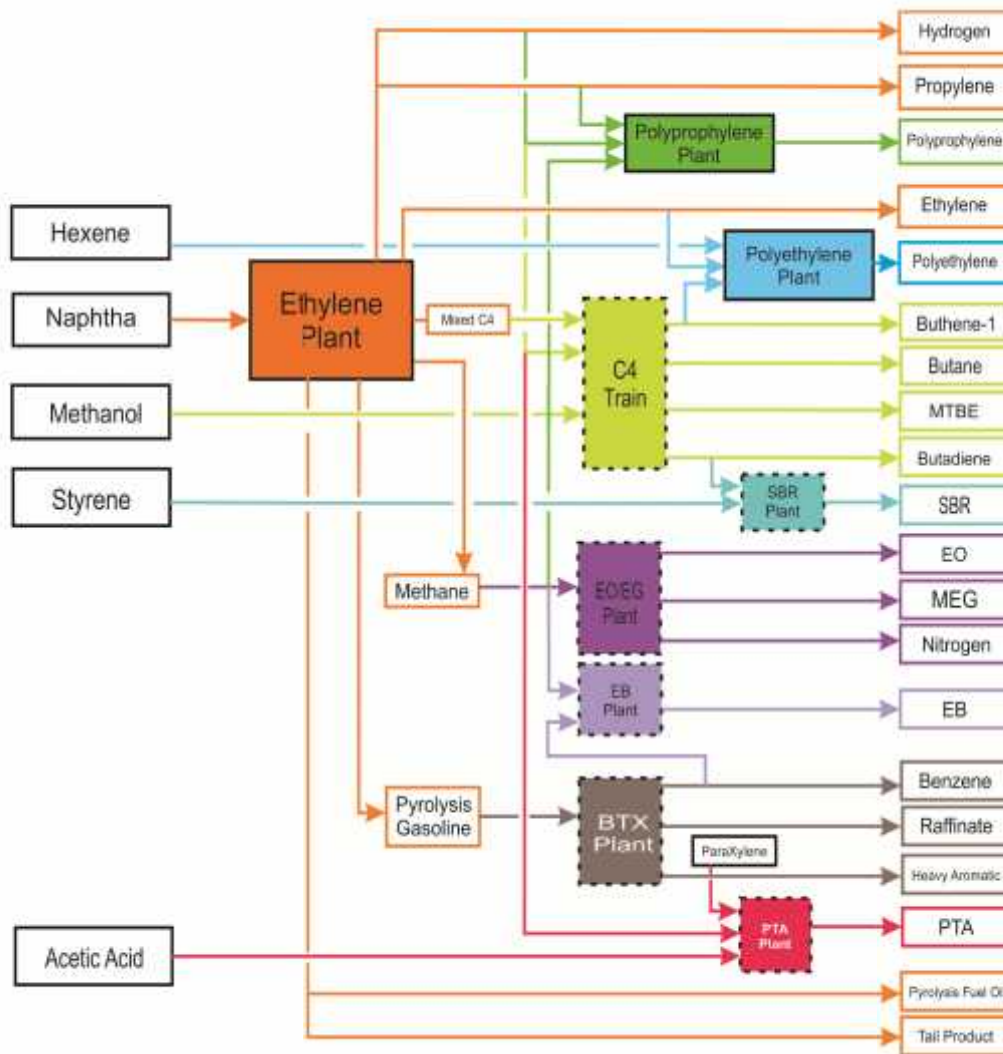 Hydrogen
Propylene
Polyprophylene
Plant
Polyprophylene
Ethylene
Hexene
Polyethylene
Plant
Polyethylene
Naphtha
Ethylene
Plant
Mixed C4
Buthene-1
C4
Train
Butane
Methanol
MTBE
Butadiene
Styrene
SBR
Plant
SBR
EO
Methane
EO/EG
Plant
MEG
Nitrogen
EB
Plant
EB
Benzene
Pyrolysis
Gasoline
BTX
Plant
Raffinate
ParaXylene
Heavy Aromatic
PTA
Plant
PTA
Acetic Acid
Pyrolysis Fuel Oil
Tail Product